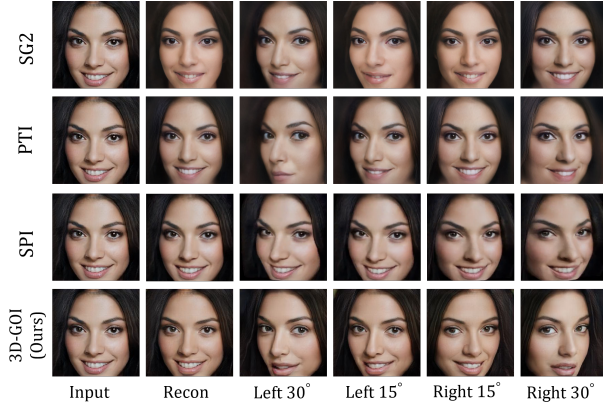 SG2
PTI
SPI
3D-GOI
(Ours)
Input Recon Left 30° Left 15° Right 15° Right 30°